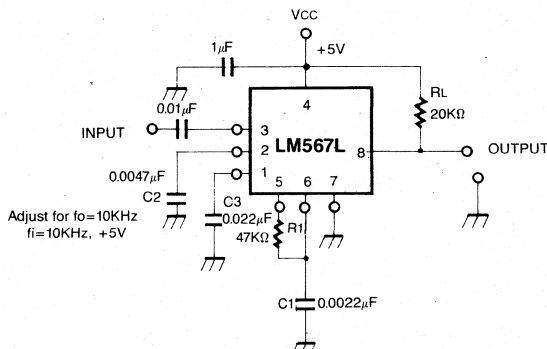 VCC
1μF
+5V
4
0.01μF
RL
20KΩ
INPUT
3
LM567L
2
8
OUTPUT
1
0.0047μF
C2
C3
5
6
7
Adjust for fo=10KHz
fi=10KHz, +5V
0.022μF
47KΩ
R1
C1
0.0022μF